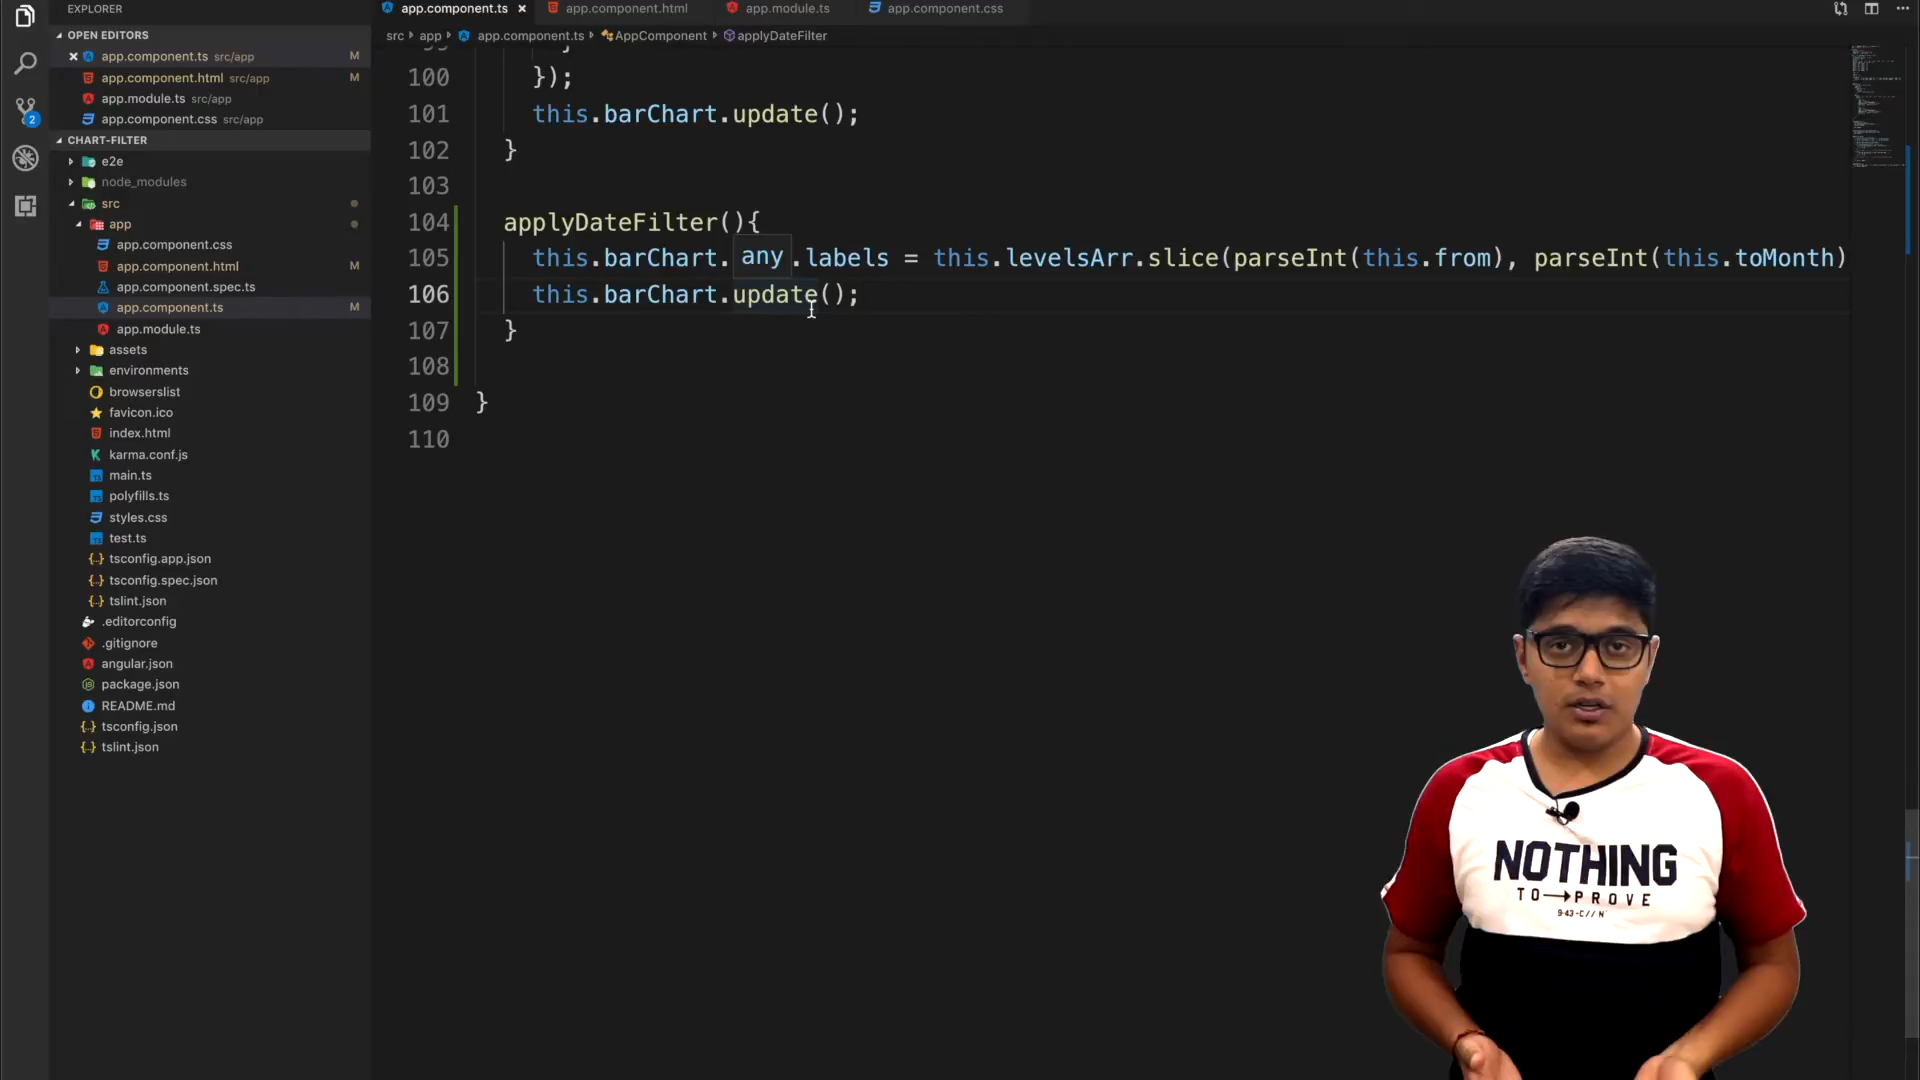 EXPLORER
OPEN EDITORS
app.component.ts src/app M
app.component.html src/app M
app.module.ts src/app
app.component.css src/app
2
CHART-FILTER
e2e
node_modules
src
app
app.component.css
app.component.html M
app.component.spec.ts
app.component.ts M
app.module.ts
assets
environments
browserslist
favicon.ico
index.html
karma.conf.js
main.ts
polyfills.ts
styles.css
test.ts
tsconfig.app.json
tsconfig.spec.json
tslint.json
.editorconfig
.gitignore
angular.json
package.json
README.md
tsconfig.json
tslint.json
app.component.ts app.component.html app.module.ts app.component.css
src app app.component.ts AppComponent applyDateFilter
100 });
101 this.barChart.update();
102 }
103
104 applyDateFilter(){
105 this.barChart. any .labels = this.levelsArr.slice(parseInt(this.from), parseInt(this.toMonth)
106 this.barChart.update();
107 }
108
109 }
110
NOTHING
TO PROVE
9-43-C// N'